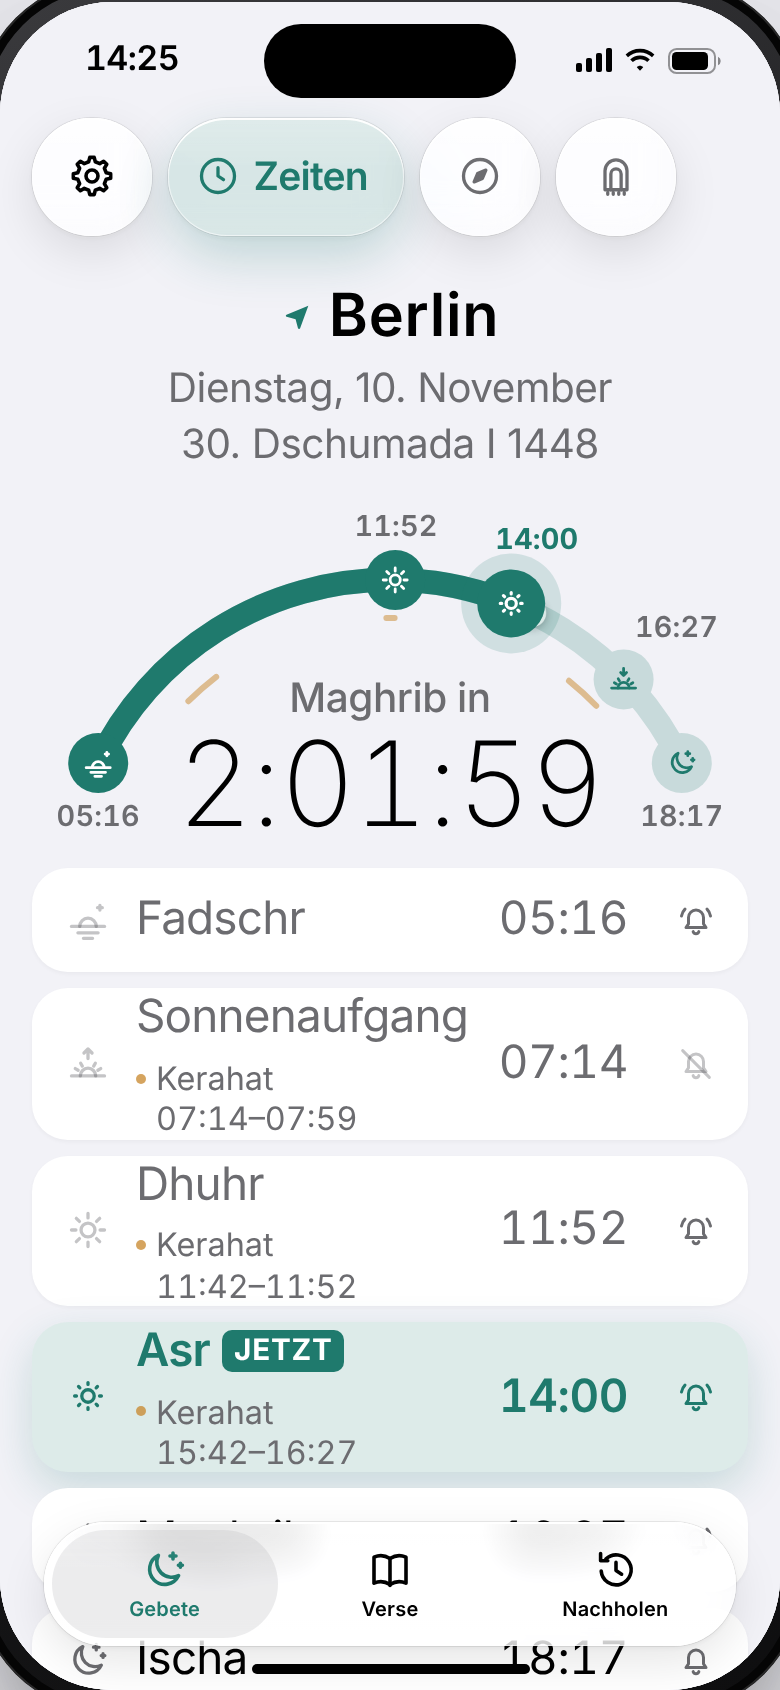 14:25
Zeiten
Berlin
Dienstag, 10. November
30. Dschumada I 1448
11:52
14:00
16:27
Maghrib in
2:01:59
05:16
18:17
Fadschr 05:16
Sonnenaufgang
07:14
Kerahat
07:14–07:59
Dhuhr
11:52
Kerahat
11:42–11:52
Asr JETZT
14:00
Kerahat
15:42–16:27
Gebete Verse Nachholen
Ischa 18:17